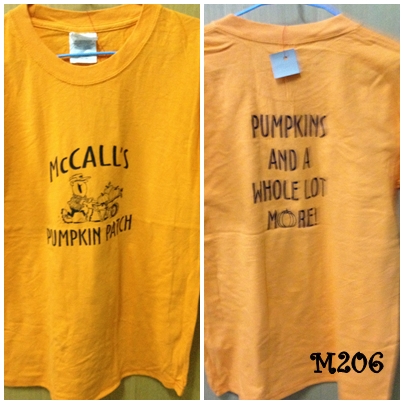 McCALL'S
PUMPKIN PATCH
PUMPKINS
AND A
WHOLE LOT
MORE!
M206